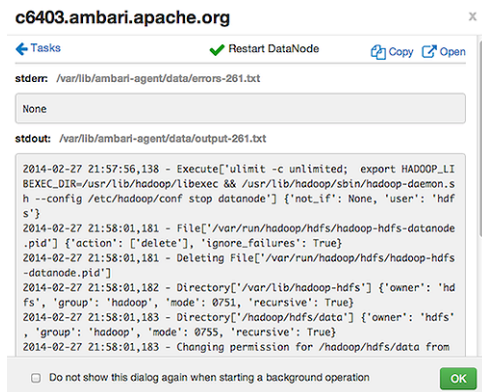 c6403.ambari.apache.org
x
Tasks
Restart DataNode
Copy
Open
stderr: /var/lib/ambari-agent/data/errors-261.txt
None
stdout: /var/lib/ambari-agent/data/output-261.txt
2014-02-27 21:57:56,138 - Execute['ulimit -c unlimited;  export HADOOP_LI
BEXEC_DIR=/usr/lib/hadoop/libexec && /usr/lib/hadoop/sbin/hadoop-daemon.s
h --config /etc/hadoop/conf stop datanode'] {'not_if': None, 'user': 'hdf
s'}
2014-02-27 21:58:01,181 - File['/var/run/hadoop/hdfs/hadoop-hdfs-datanode
.pid'] {'action': ['delete'], 'ignore_failures': True}
2014-02-27 21:58:01,181 - Deleting File['/var/run/hadoop/hdfs/hadoop-hdfs
-datanode.pid']
2014-02-27 21:58:01,182 - Directory['/var/lib/hadoop-hdfs'] {'owner': 'hd
fs', 'group': 'hadoop', 'mode': 0751, 'recursive': True}
2014-02-27 21:58:01,183 - Directory['/hadoop/hdfs/data'] {'owner': 'hdfs'
, 'group': 'hadoop', 'mode': 0755, 'recursive': True}
2014-02-27 21:58:01,183 - Changing permission for /hadoop/hdfs/data from
Do not show this dialog again when starting a background operation
OK